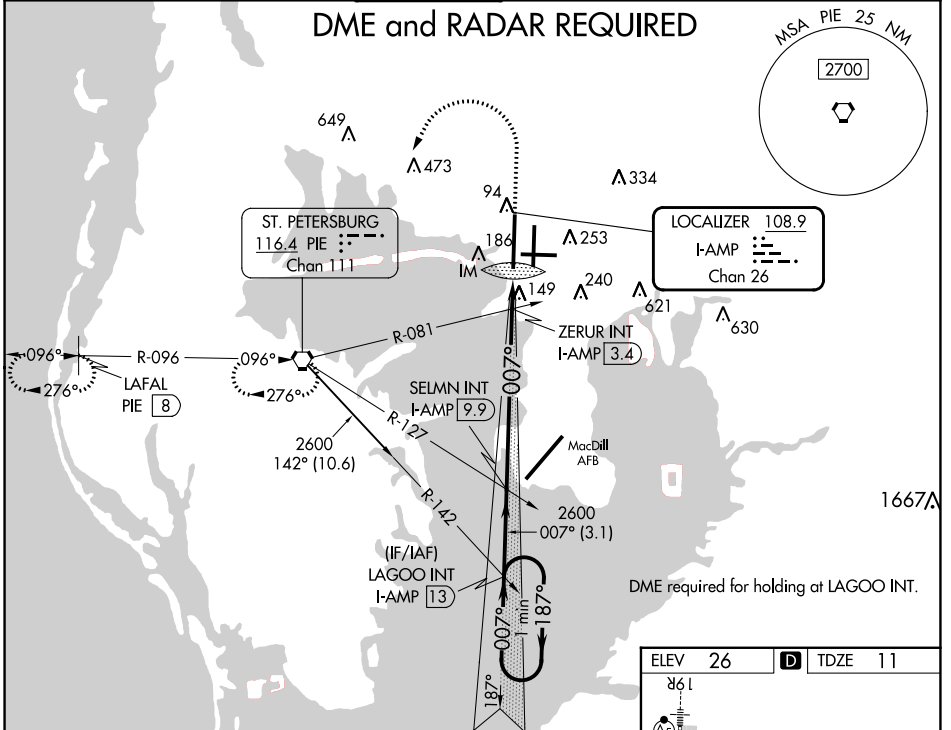 DME and RADAR REQUIRED
MSA PIE 25 NM
2700
649
473
334
94
ST. PETERSBURG
116.4 PIE
Chan 111
186
253
LOCALIZER 108.9
I-AMP
Chan 26
IM
149
240
621
630
R-081
ZERUR INT
I-AMP 3.4
096°
R-096
096°
007°
276°
LAFAL
PIE 8
276°
SELMN INT
I-AMP 9.9
R-127
2600
142° (10.6)
MacDill
AFB
R-142
2600
007° (3.1)
1667
(IF/IAF)
LAGOO INT
I-AMP 13
007°
1 min
187°
DME required for holding at LAGOO INT.
187°
ELEV 26 D TDZE 11
19R